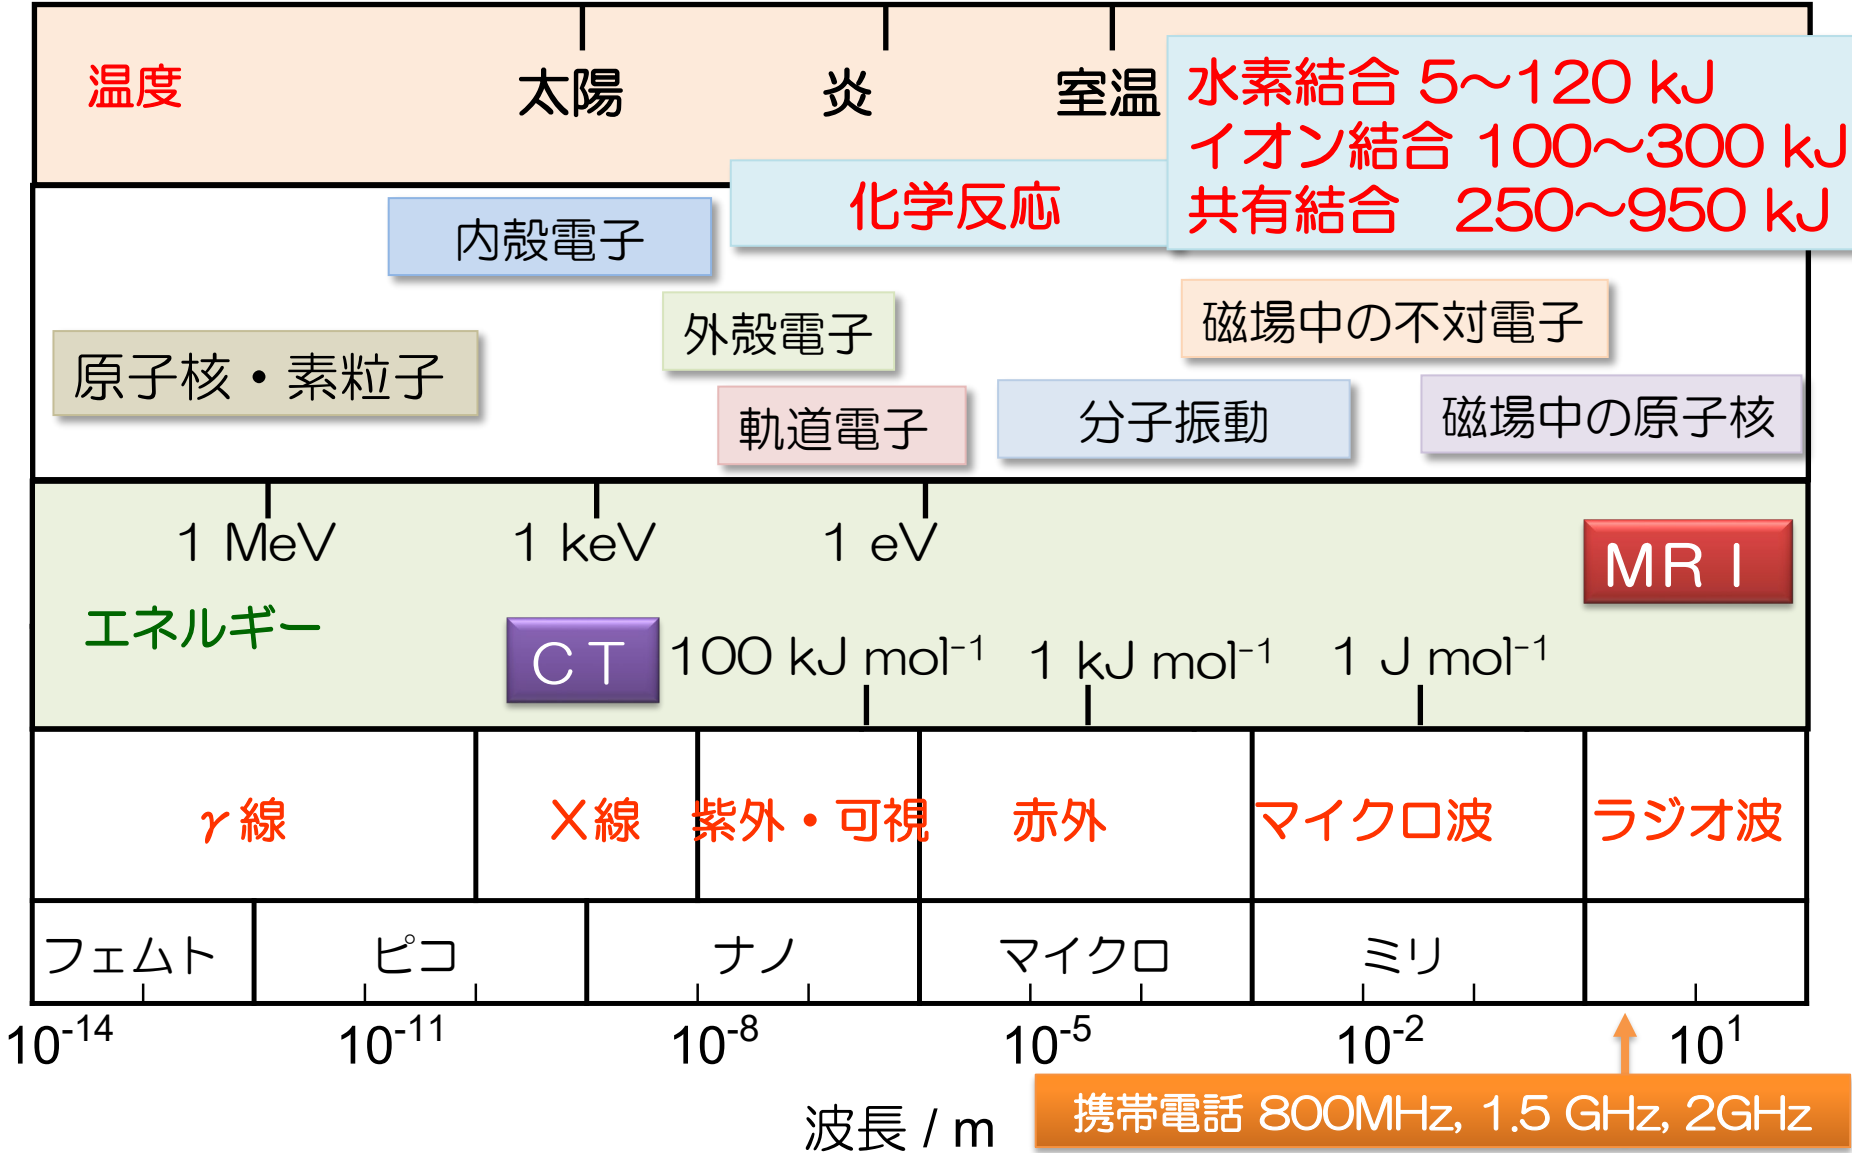 温度
太陽
炎
室温
水素結合 5～120 kJ
イオン結合 100～300 kJ
共有結合　250～950 kJ
化学反応
内殻電子
外殻電子
磁場中の不対電子
原子核・素粒子
軌道電子
分子振動
磁場中の原子核
1 MeV
1 keV
1 eV
MRI
エネルギー
CT
100 kJ mol⁻¹
1 kJ mol⁻¹
1 J mol⁻¹
γ線
X線
紫外・可視
赤外
マイクロ波
ラジオ波
フェムト
ピコ
ナノ
マイクロ
ミリ
10⁻¹⁴
10⁻¹¹
10⁻⁸
10⁻⁵
10⁻²
10¹
波長 / m
携帯電話 800MHz, 1.5 GHz, 2GHz